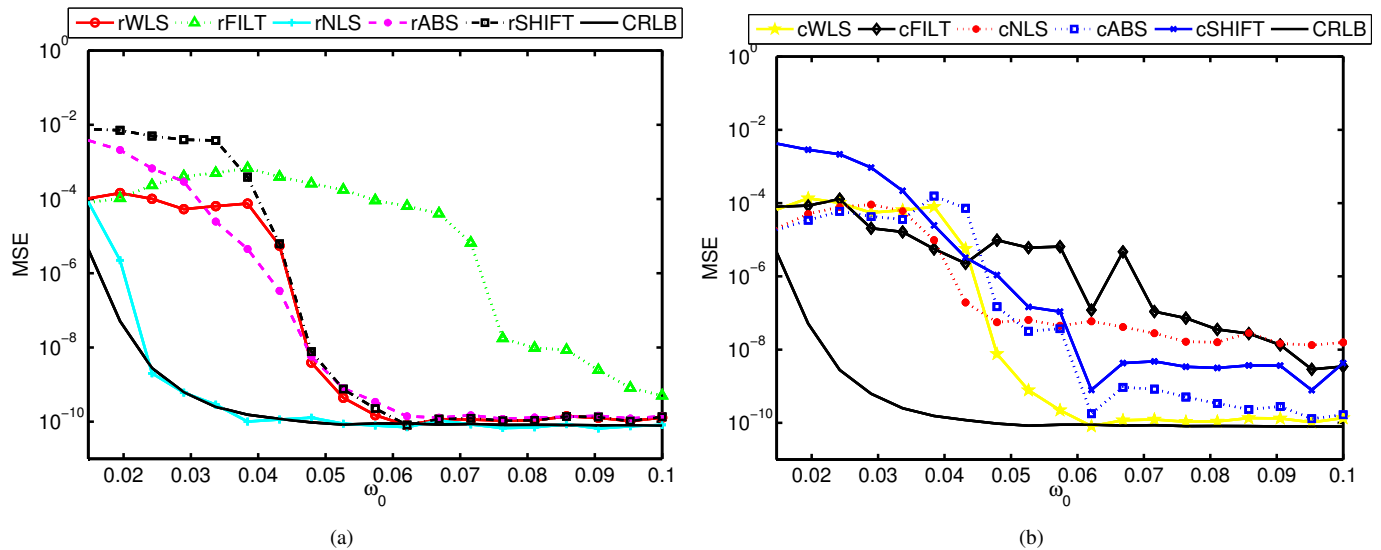 rWLS rFILT rNLS rABS rSHIFT CRLB
10^0
10^-2
10^-4
10^-6
10^-8
10^-10
MSE
0.02 0.03 0.04 0.05 0.06 0.07 0.08 0.09 0.1
ω_0
(a)
cWLS cFILT cNLS cABS cSHIFT CRLB
10^0
10^-2
10^-4
10^-6
10^-8
10^-10
MSE
0.02 0.03 0.04 0.05 0.06 0.07 0.08 0.09 0.1
ω_0
(b)